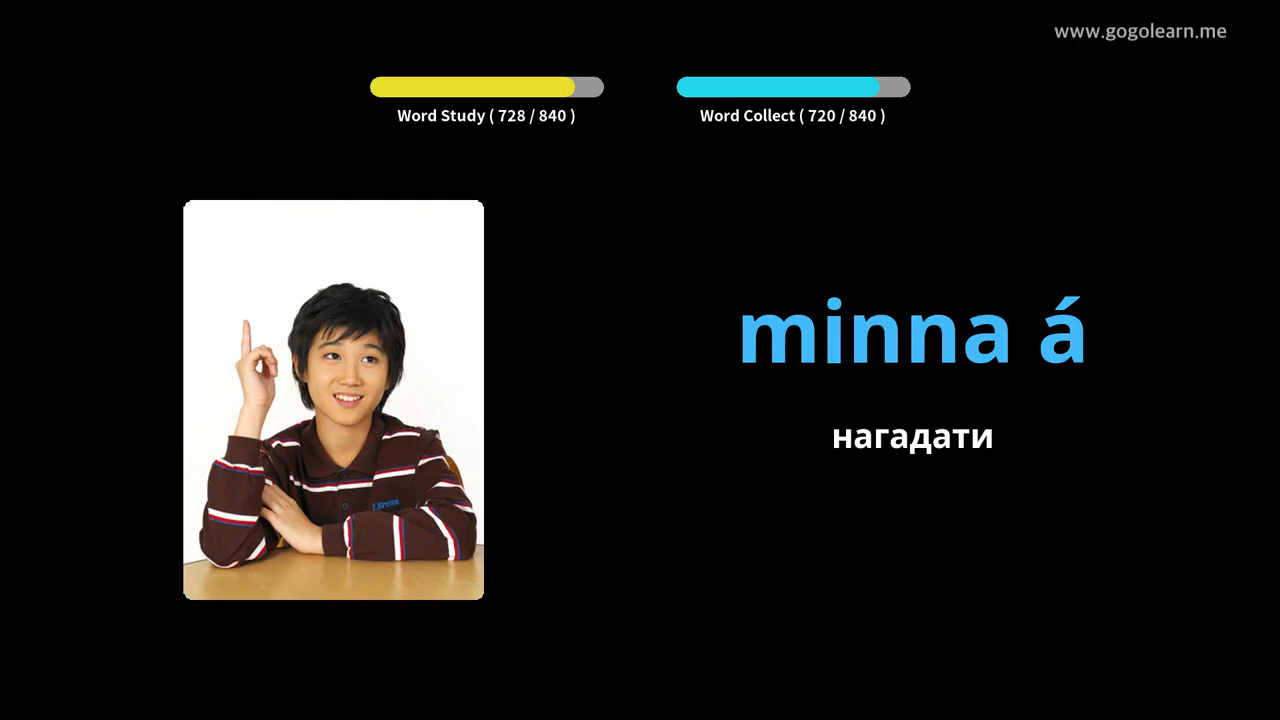 www.gogolearn.me
Word Study ( 728 / 840 )
Word Collect ( 720 / 840 )
minna á
нагадати